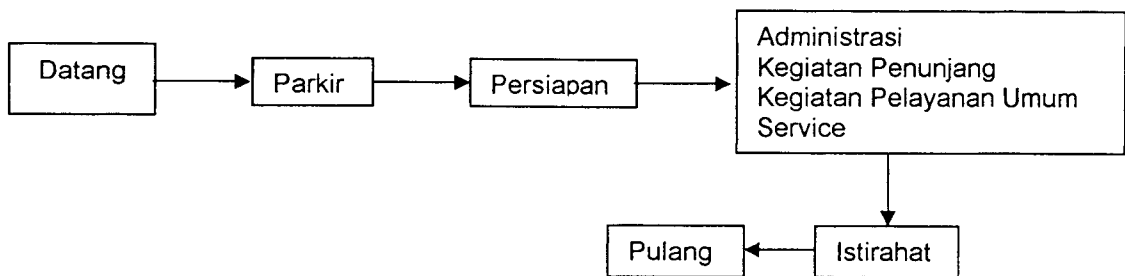 Datang
Parkir
Persiapan
Administrasi
Kegiatan Penunjang
Kegiatan Pelayanan Umum
Service
Istirahat
Pulang